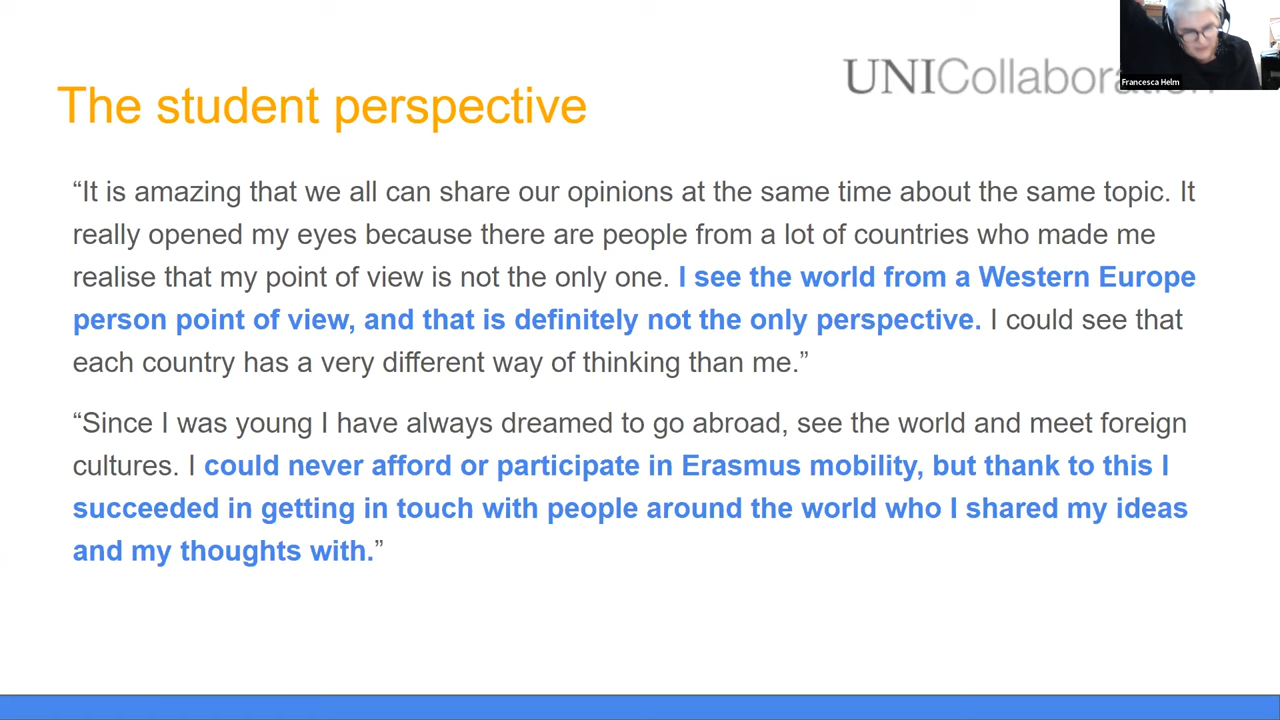 Francesca Helm
UNICollaboration
The student perspective
“It is amazing that we all can share our opinions at the same time about the same topic. It
really opened my eyes because there are people from a lot of countries who made me
realise that my point of view is not the only one. I see the world from a Western Europe
person point of view, and that is definitely not the only perspective. I could see that
each country has a very different way of thinking than me.”
“Since I was young I have always dreamed to go abroad, see the world and meet foreign
cultures. I could never afford or participate in Erasmus mobility, but thank to this I
succeeded in getting in touch with people around the world who I shared my ideas
and my thoughts with.”